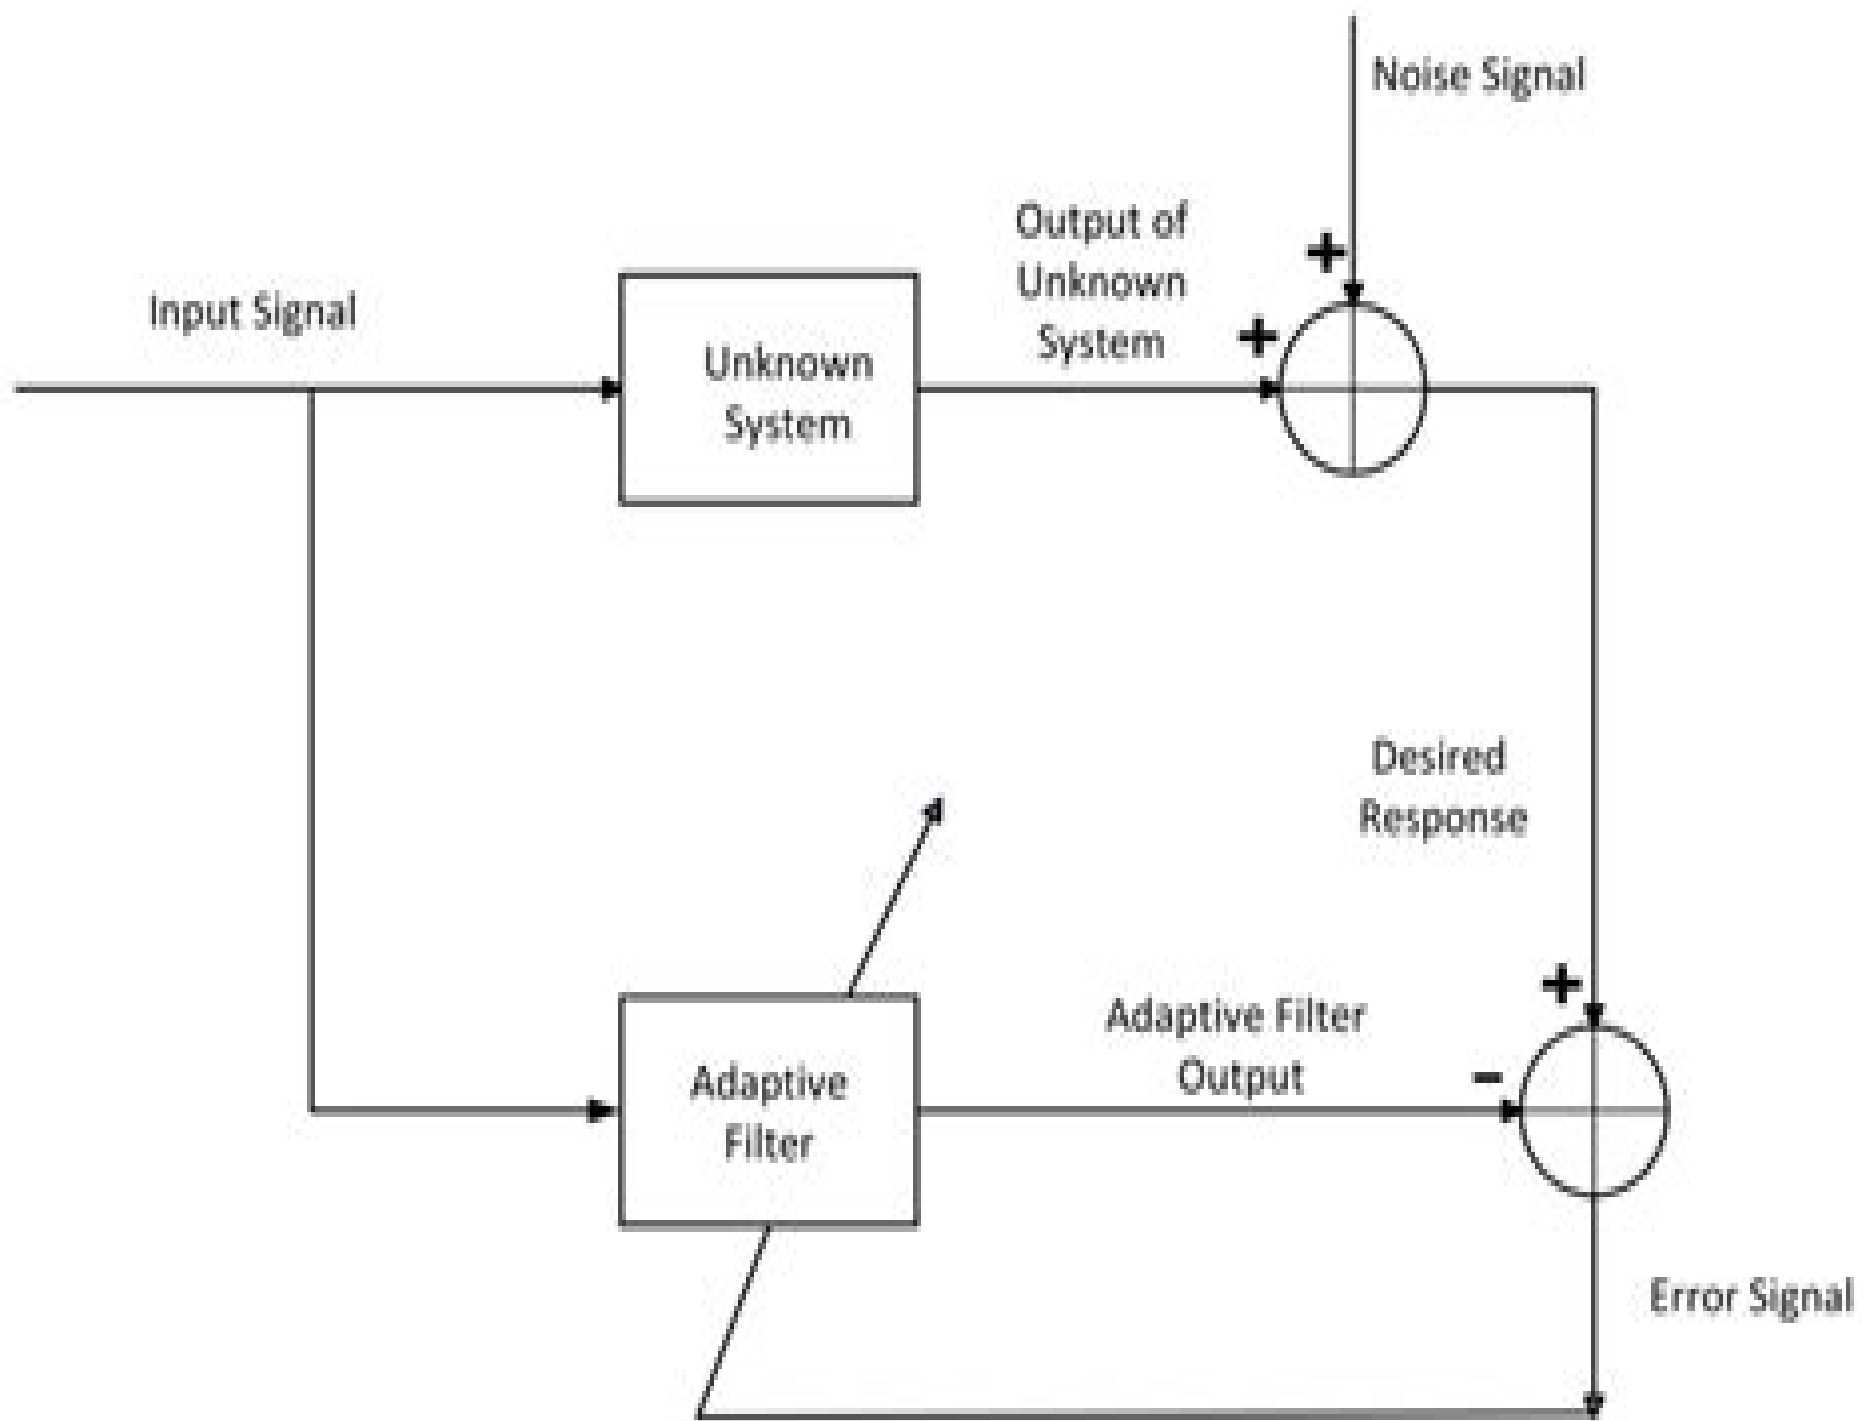 Noise Signal
Output of
Unknown
System
+
+
Input Signal
Unknown
System
Desired
Response
+
Adaptive Filter
Output
-
Adaptive
Filter
Error Signal